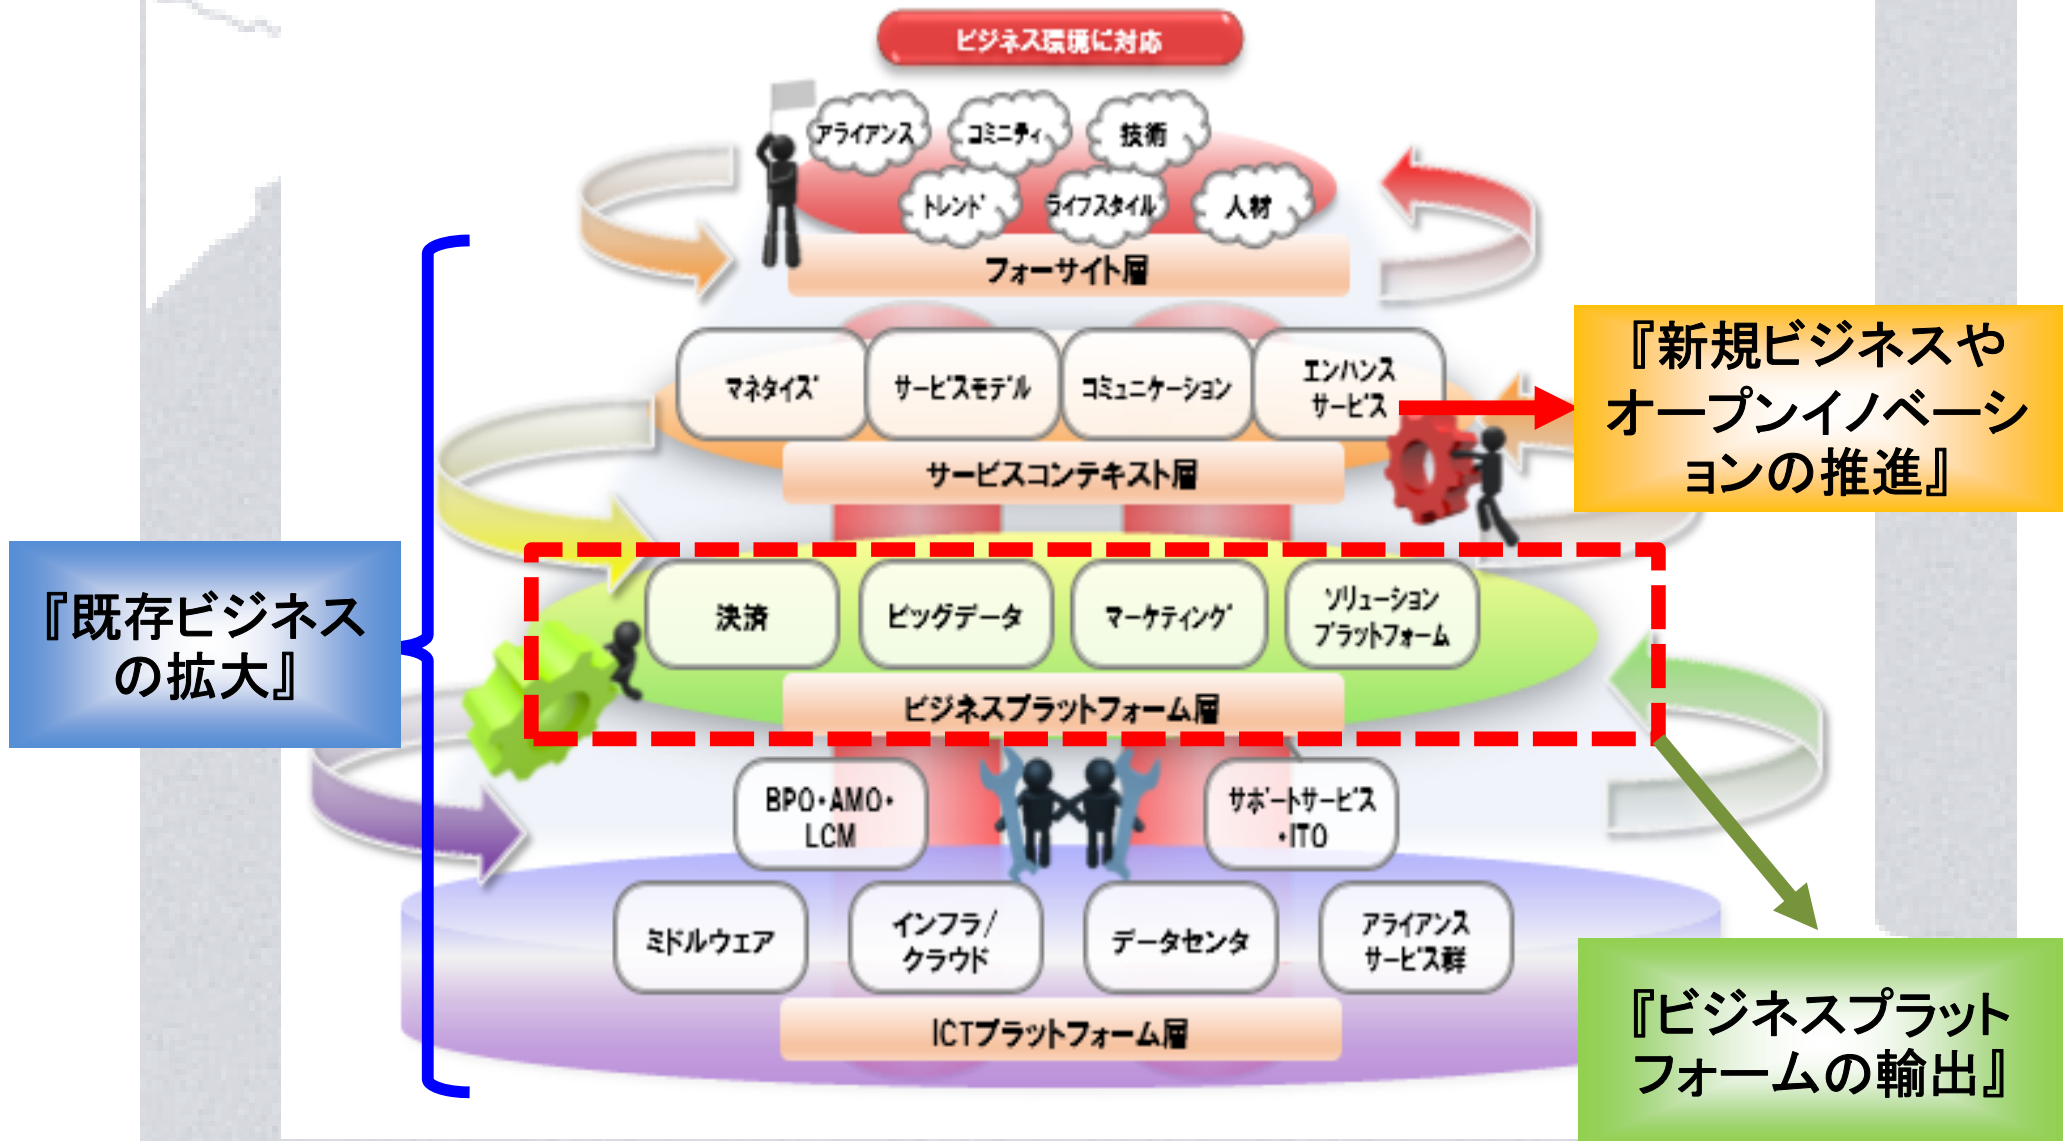 ビジネス環境に対応
アライアンス
コミニティ
技術
トレンド
ライフスタイル
人材
フォーサイト層
マネタイズ
サービスモデル
コミュニケーション
エンハンス
サービス
サービスコンテキスト層
『新規ビジネスや
オープンイノベーシ
ョンの推進』
『既存ビジネス
の拡大』
決済
ビッグデータ
マーケティング
ソリューション
プラットフォーム
ビジネスプラットフォーム層
BPO・AMO・
LCM
サポートサービス
・ITO
ミドルウェア
インフラ/
クラウド
データセンタ
アライアンス
サービス群
ICTプラットフォーム層
『ビジネスプラット
フォームの輸出』